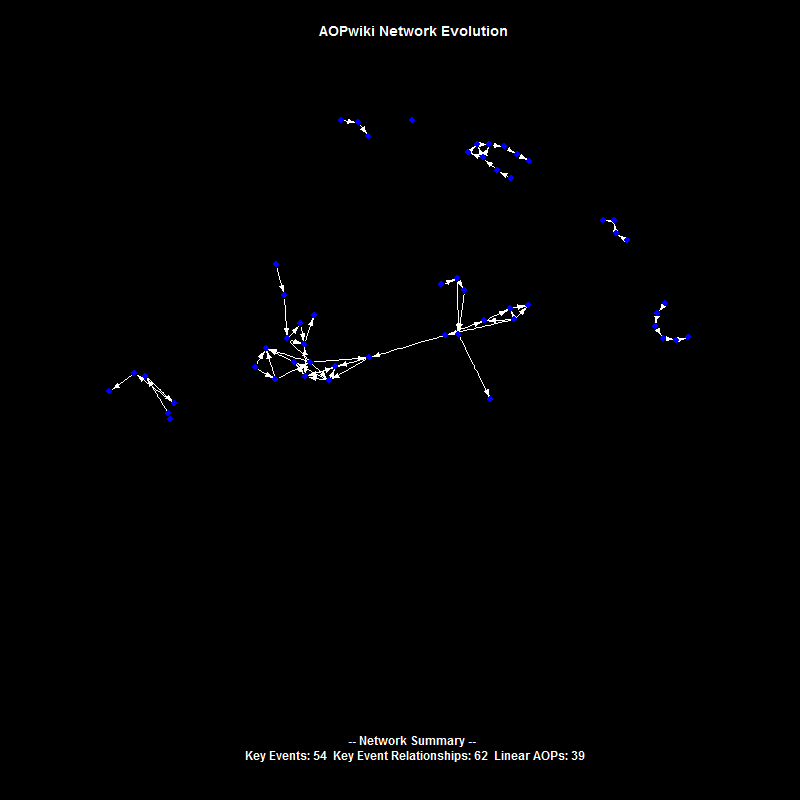 AOPwiki Network Evolution
-- Network Summary --
Key Events: 54  Key Event Relationships: 62  Linear AOPs: 39